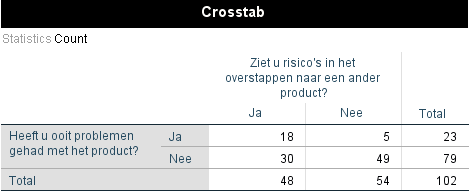 Crosstab
Statistics Count
Ziet u risico's in het
overstappen naar een ander
product?
Ja Nee Total
Heeft u ooit problemen
gehad met het product?
Ja 18 5 23
Nee 30 49 79
Total 48 54 102